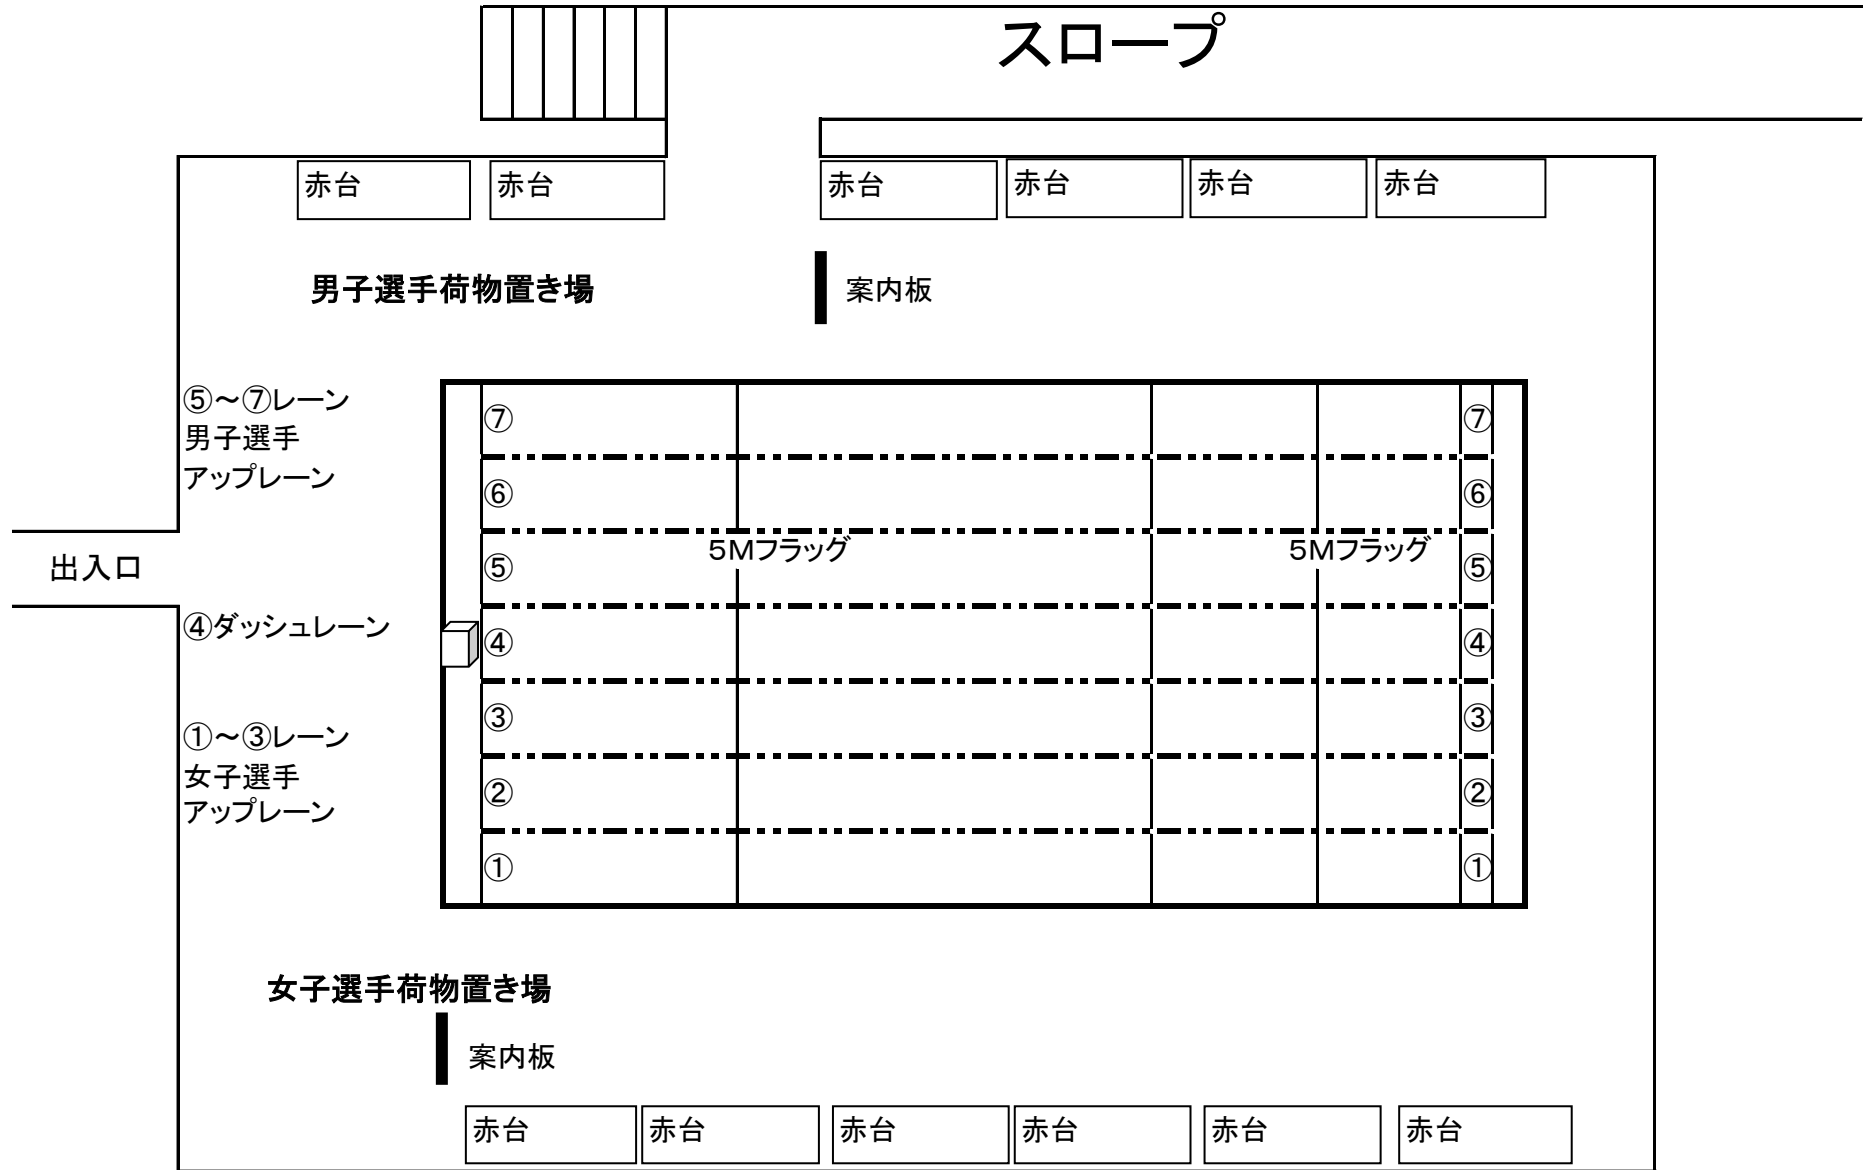 スロープ
赤台
赤台
赤台
赤台
赤台
赤台
男子選手荷物置き場
案内板
⑤～⑦レーン
男子選手
アップレーン
⑦
⑦
⑥
⑥
出入口
5Mフラッグ
5Mフラッグ
⑤
⑤
④ダッシュレーン
④
④
①～③レーン
女子選手
アップレーン
③
③
②
②
①
①
女子選手荷物置き場
案内板
赤台
赤台
赤台
赤台
赤台
赤台